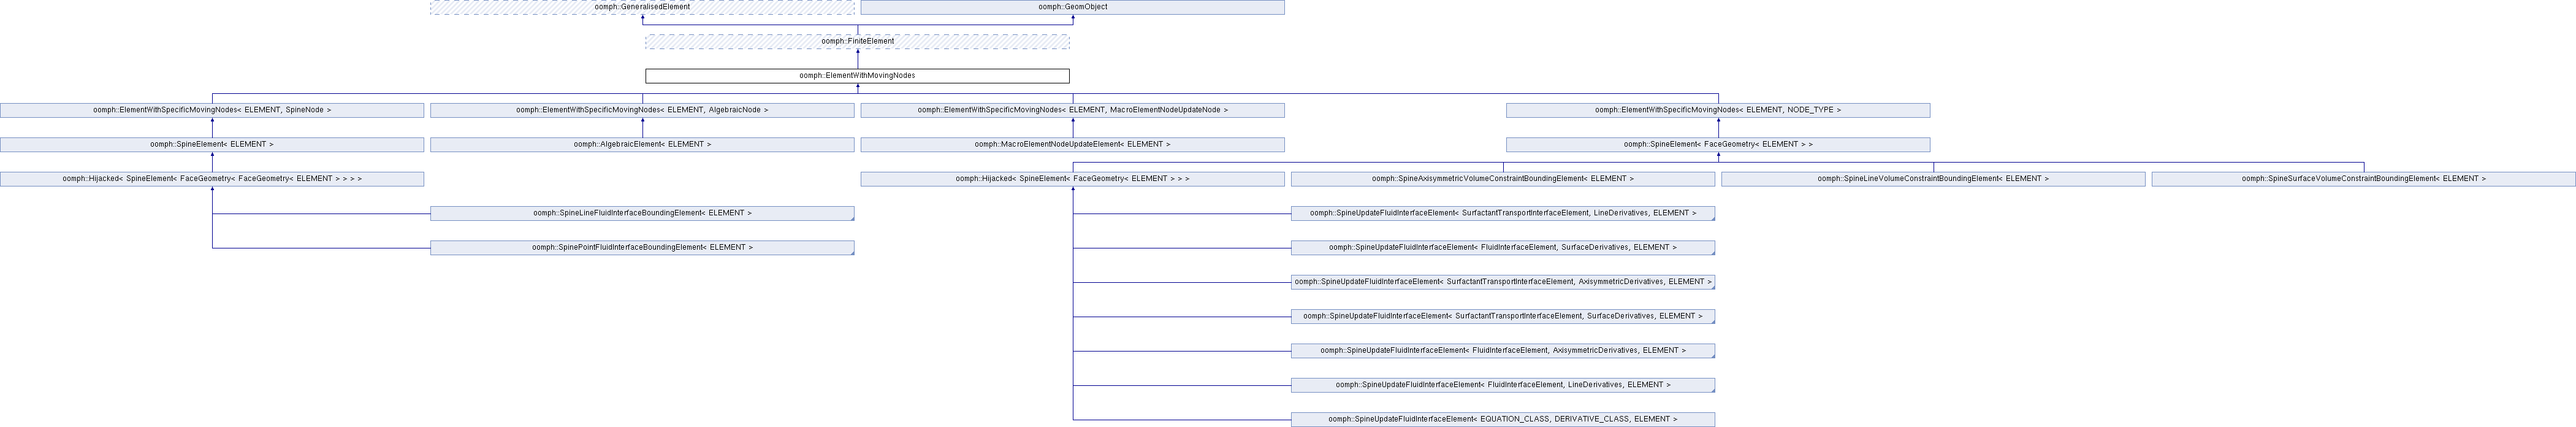 oomph::GeneralisedElement
oomph::GeomObject
oomph::FiniteElement
oomph::ElementWithMovingNodes
oomph::ElementWithSpecificMovingNodes< ELEMENT, SpineNode >
oomph::ElementWithSpecificMovingNodes< ELEMENT, AlgebraicNode >
oomph::ElementWithSpecificMovingNodes< ELEMENT, MacroElementNodeUpdateNode >
oomph::ElementWithSpecificMovingNodes< ELEMENT, NODE_TYPE >
oomph::SpineElement< ELEMENT >
oomph::AlgebraicElement< ELEMENT >
oomph::MacroElementNodeUpdateElement< ELEMENT >
oomph::SpineElement< FaceGeometry< ELEMENT > >
oomph::Hijacked< SpineElement< FaceGeometry< FaceGeometry< ELEMENT > > > >
oomph::Hijacked< SpineElement< FaceGeometry< ELEMENT > > >
oomph::SpineAxisymmetricVolumeConstraintBoundingElement< ELEMENT >
oomph::SpineLineVolumeConstraintBoundingElement< ELEMENT >
oomph::SpineSurfaceVolumeConstraintBoundingElement< ELEMENT >
oomph::SpineLineFluidInterfaceBoundingElement< ELEMENT >
oomph::SpineUpdateFluidInterfaceElement< SurfactantTransportInterfaceElement, LineDerivatives, ELEMENT >
oomph::SpinePointFluidInterfaceBoundingElement< ELEMENT >
oomph::SpineUpdateFluidInterfaceElement< FluidInterfaceElement, SurfaceDerivatives, ELEMENT >
oomph::SpineUpdateFluidInterfaceElement< SurfactantTransportInterfaceElement, AxisymmetricDerivatives, ELEMENT >
oomph::SpineUpdateFluidInterfaceElement< SurfactantTransportInterfaceElement, SurfaceDerivatives, ELEMENT >
oomph::SpineUpdateFluidInterfaceElement< FluidInterfaceElement, AxisymmetricDerivatives, ELEMENT >
oomph::SpineUpdateFluidInterfaceElement< FluidInterfaceElement, LineDerivatives, ELEMENT >
oomph::SpineUpdateFluidInterfaceElement< EQUATION_CLASS, DERIVATIVE_CLASS, ELEMENT >